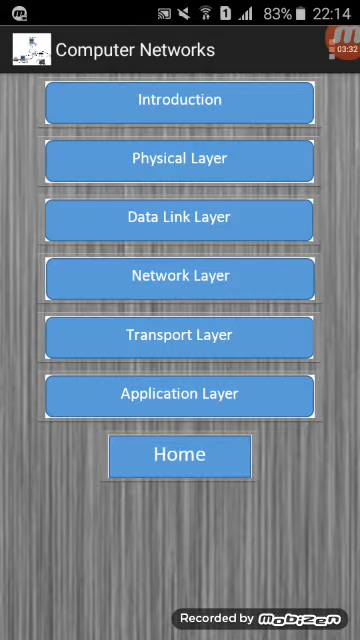 1 83% 22:14
Computer Networks
03:32
Introduction
Physical Layer
Data Link Layer
Network Layer
Transport Layer
Application Layer
Home
Recorded by mobizen